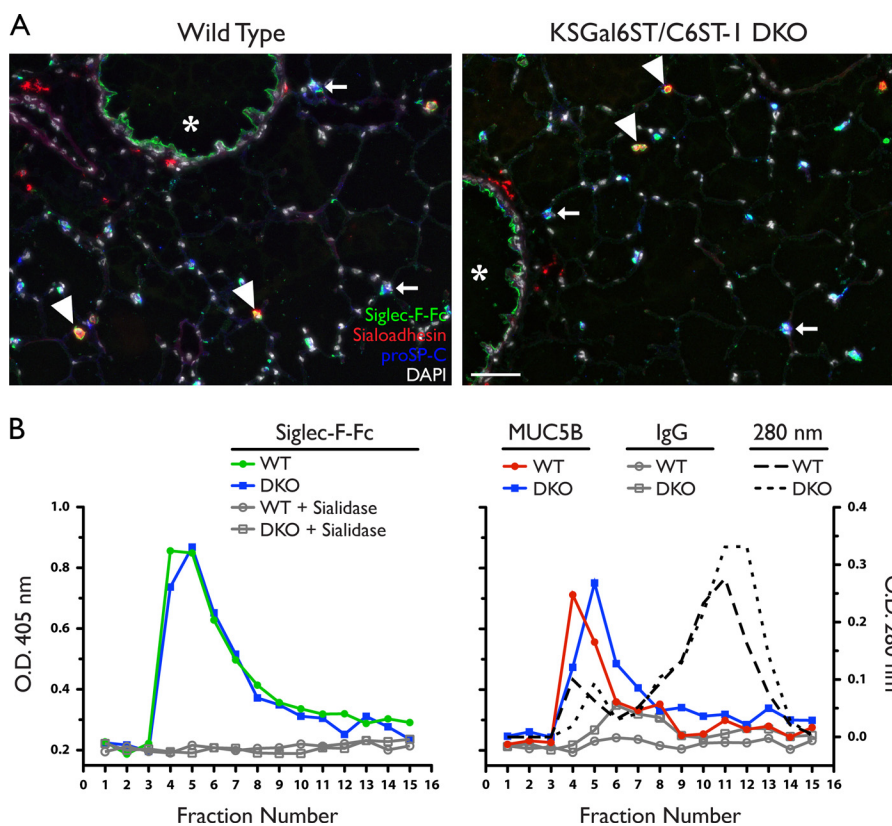 A
Wild Type
KSGal6ST/C6ST-1 DKO
*
*
Siglec-F-Fc
Sialoadhesin
proSP-C
DAPI
B
Siglec-F-Fc
WT
DKO
WT + Sialidase
DKO + Sialidase
MUC5B IgG 280 nm
WT WT WT
DKO DKO DKO
1.0
0.8
0.6
0.4
0.2
O.D. 405 nm
0 1 2 3 4 5 6 7 8 9 10 11 12 13 14 15 16
Fraction Number
0.4
0.3
0.2
0.1
0.0
O.D. 280 nm
0 1 2 3 4 5 6 7 8 9 10 11 12 13 14 15 16
Fraction Number